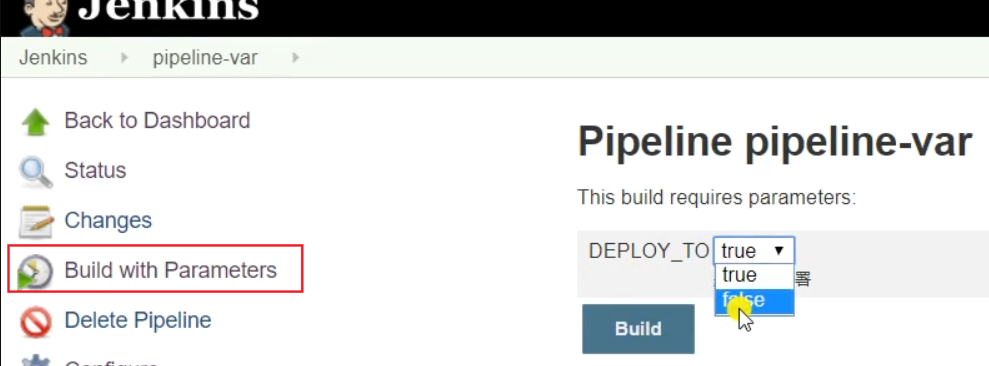 Jenkins
Jenkins pipeline-var
Back to Dashboard
Status
Changes
Build with Parameters
Delete Pipeline
Configure
Pipeline pipeline-var
This build requires parameters:
DEPLOY_TO true
true
署
false
Build